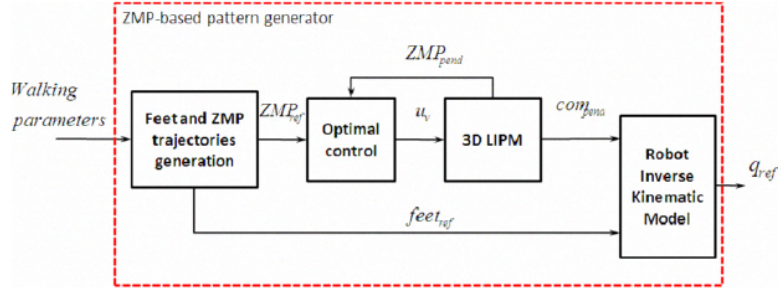 ZMP-based pattern generator
ZMP_pend
Walking
parameters
Feet and ZMP
trajectories
generation
ZMP_ref
Optimal
control
u_v
3D LIPM
com_pena
Robot
Inverse
Kinematic
Model
q_ref
feet_ref